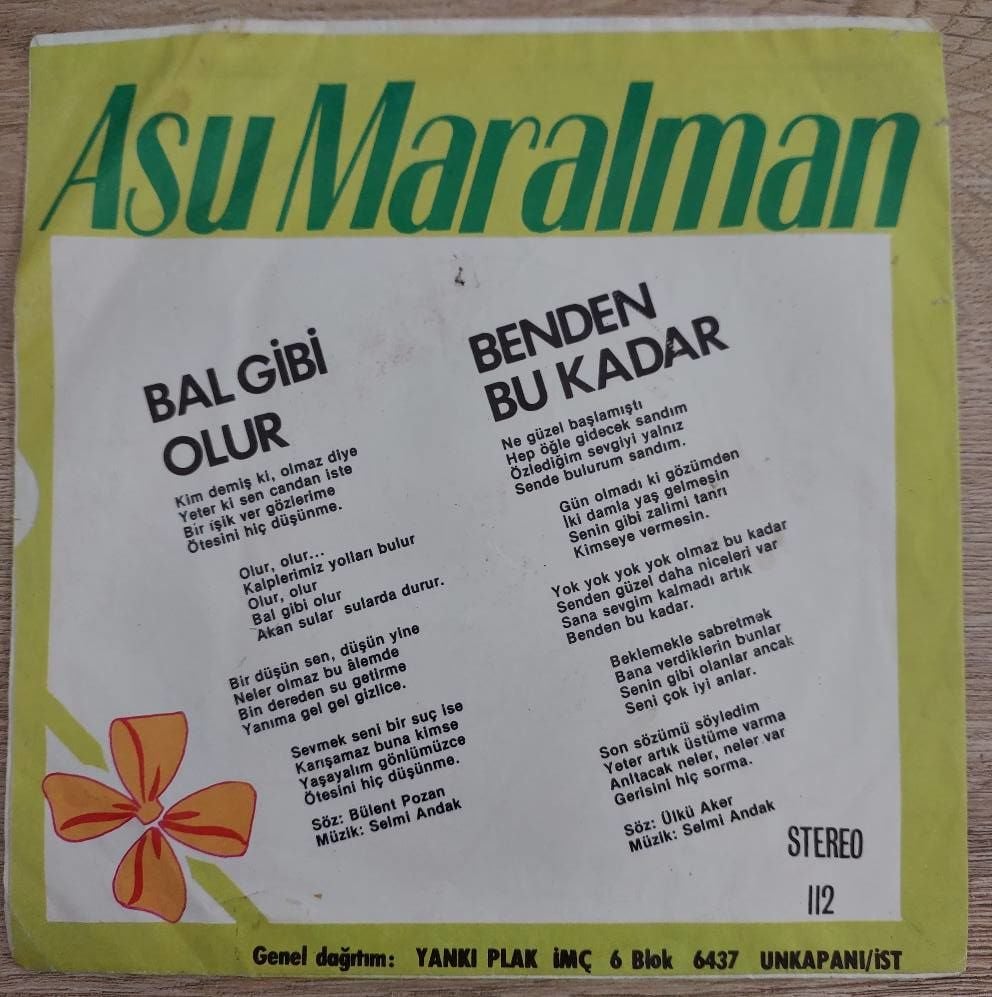 Asu Maralman
BAL GİBİ
OLUR
Kim demiş ki, olmaz diye
Yeter ki sen candan iste
Bir işik ver gözlerime
Ötesini hiç düşünme.
Olur, olur...
Kalplerimiz yolları bulur
Olur, olur
Bal gibi olur
Akan sular sularda durur.
Bir düşün sen, düşün yine
Neler olmaz bu âlemde
Bin dereden su getirme
Yanıma gel gel gizlice.
Sevmek seni bir suç ise
Karışamaz buna kimse
Yaşayalım gönlümüzce
Ötesini hiç düşünme.
Söz: Bülent Pozan
Müzik: Selmi Andak
BENDEN
BU KADAR
Ne güzel başlamıştı
Hep öğle gidecek sandım
Özlediğim sevgiyi yalnız
Sende bulurum sandım.
Gün olmadı ki gözümden
İki damla yaş gelmesin
Senin gibi zalimi tanrı
Kimseye vermesin.
Yok yok yok yok olmaz bu kadar
Senden güzel daha niceleri var
Sana sevgim kalmadı artık
Benden bu kadar.
Beklemekle sabretmek
Bana verdiklerin bunlar
Senin gibi olanlar ancak
Seni çok iyi anlar.
Son sözümü söyledim
Yeter artık üstüme varma
Anltacak neler, neler var
Gerisini hiç sorma.
Söz: Ülkü Aker
Müzik: Selmi Andak
STEREO
112
Genel dağıtım: YANKI PLAK İMÇ 6 Blok 6437 UNKAPANI/İST